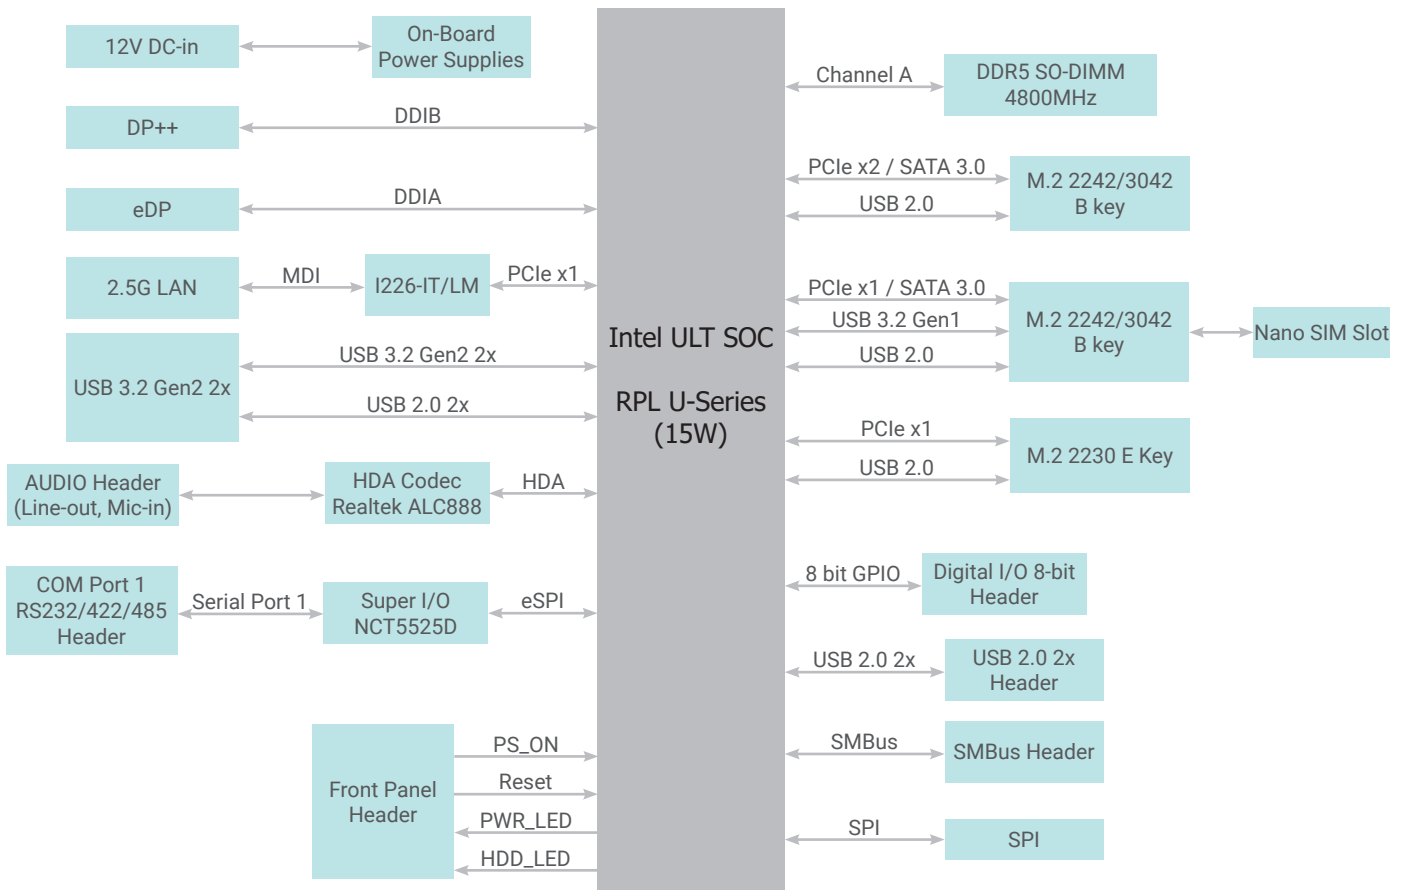 12V DC-in
On-Board
Power Supplies
DP++
DDIB
eDP
DDIA
2.5G LAN
MDI
I226-IT/LM
PCIe x1
USB 3.2 Gen2 2x
USB 3.2 Gen2 2x
USB 2.0 2x
AUDIO Header
(Line-out, Mic-in)
HDA Codec
Realtek ALC888
HDA
COM Port 1
RS232/422/485
Header
Serial Port 1
Super I/O
NCT5525D
eSPI
Front Panel
Header
PS_ON
Reset
PWR_LED
HDD_LED
Intel ULT SOC
RPL U-Series
(15W)
Channel A
DDR5 SO-DIMM
4800MHz
PCIe x2 / SATA 3.0
USB 2.0
M.2 2242/3042
B key
PCIe x1 / SATA 3.0
USB 3.2 Gen1
USB 2.0
M.2 2242/3042
B key
Nano SIM Slot
PCIe x1
USB 2.0
M.2 2230 E Key
8 bit GPIO
Digital I/O 8-bit
Header
USB 2.0 2x
USB 2.0 2x
Header
SMBus
SMBus Header
SPI
SPI